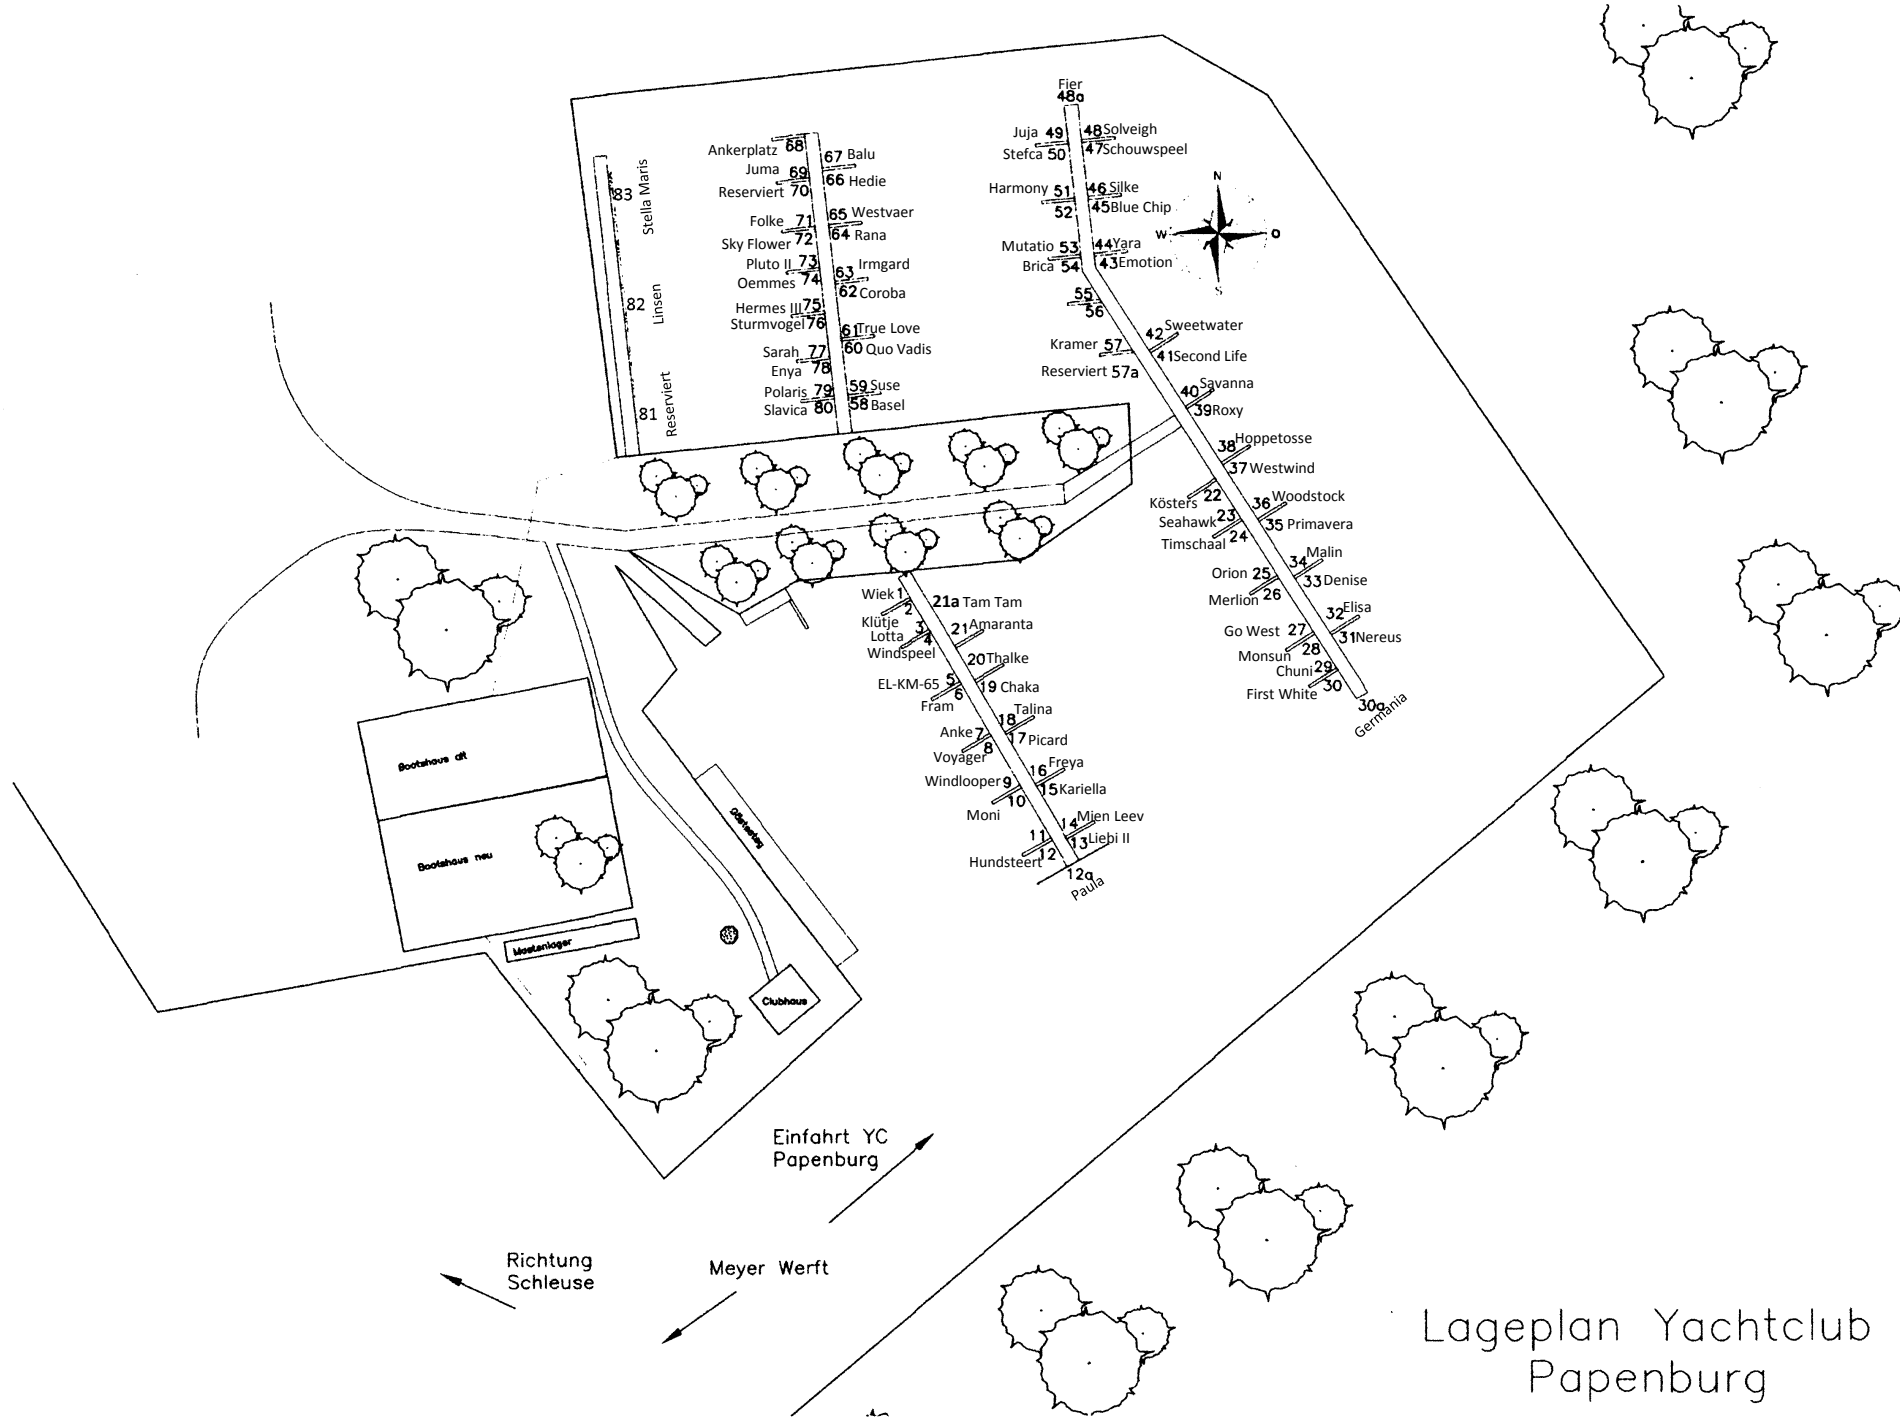 Fier
48a
Juja 49
48 Solveigh
Stefca 50
47 Schouwspeel
Harmony 51
46 Silke
52
45 Blue Chip
Mutatio 53
44 Yara
Brica 54
43 Emotion
55
56
42 Sweetwater
Kramer 57
41 Second Life
Reserviert 57a
40 Savanna
39 Roxy
38 Hoppetosse
37 Westwind
Kösters 22
36 Woodstock
Seahawk 23
35 Primavera
Timschaal 24
34 Malin
Orion 25
33 Denise
Merlion 26
32 Elisa
Go West 27
31 Nereus
Monsun 28
Chuni 29
First White 30
30a
Germania
N
W
O
S
Ankerplatz 68
67 Balu
Juma 69
66 Hedie
Reserviert 70
65 Westvaer
Folke 71
64 Rana
Sky Flower 72
Pluto II 73
63 Irmgard
Oemmes 74
62 Coroba
Hermes III 75
Sturmvogel 76
61 True Love
60 Quo Vadis
Sarah 77
Enya 78
Polaris 79
59 Suse
Slavica 80
58 Basel
83 Stella Maris
82 Linsen
81 Reserviert
Wiek 1
21a Tam Tam
2
Klütje
3
21 Amaranta
Lotta
4
Windspeel
20 Thalke
EL-KM-65 5
19 Chaka
6
Fram
18 Talina
Anke 7
17 Picard
8
Voyager
16 Freya
Windlooper 9
15 Kariella
10
Moni
14 Mien Leev
11
13 Liebi II
12
Hundsteert
12a
Paula
Bootshaus alt
Bootshaus neu
Mastenlager
Gästesteg
Clubhaus
Einfahrt YC
Papenburg
Richtung
Schleuse
Meyer Werft
Lageplan Yachtclub
Papenburg